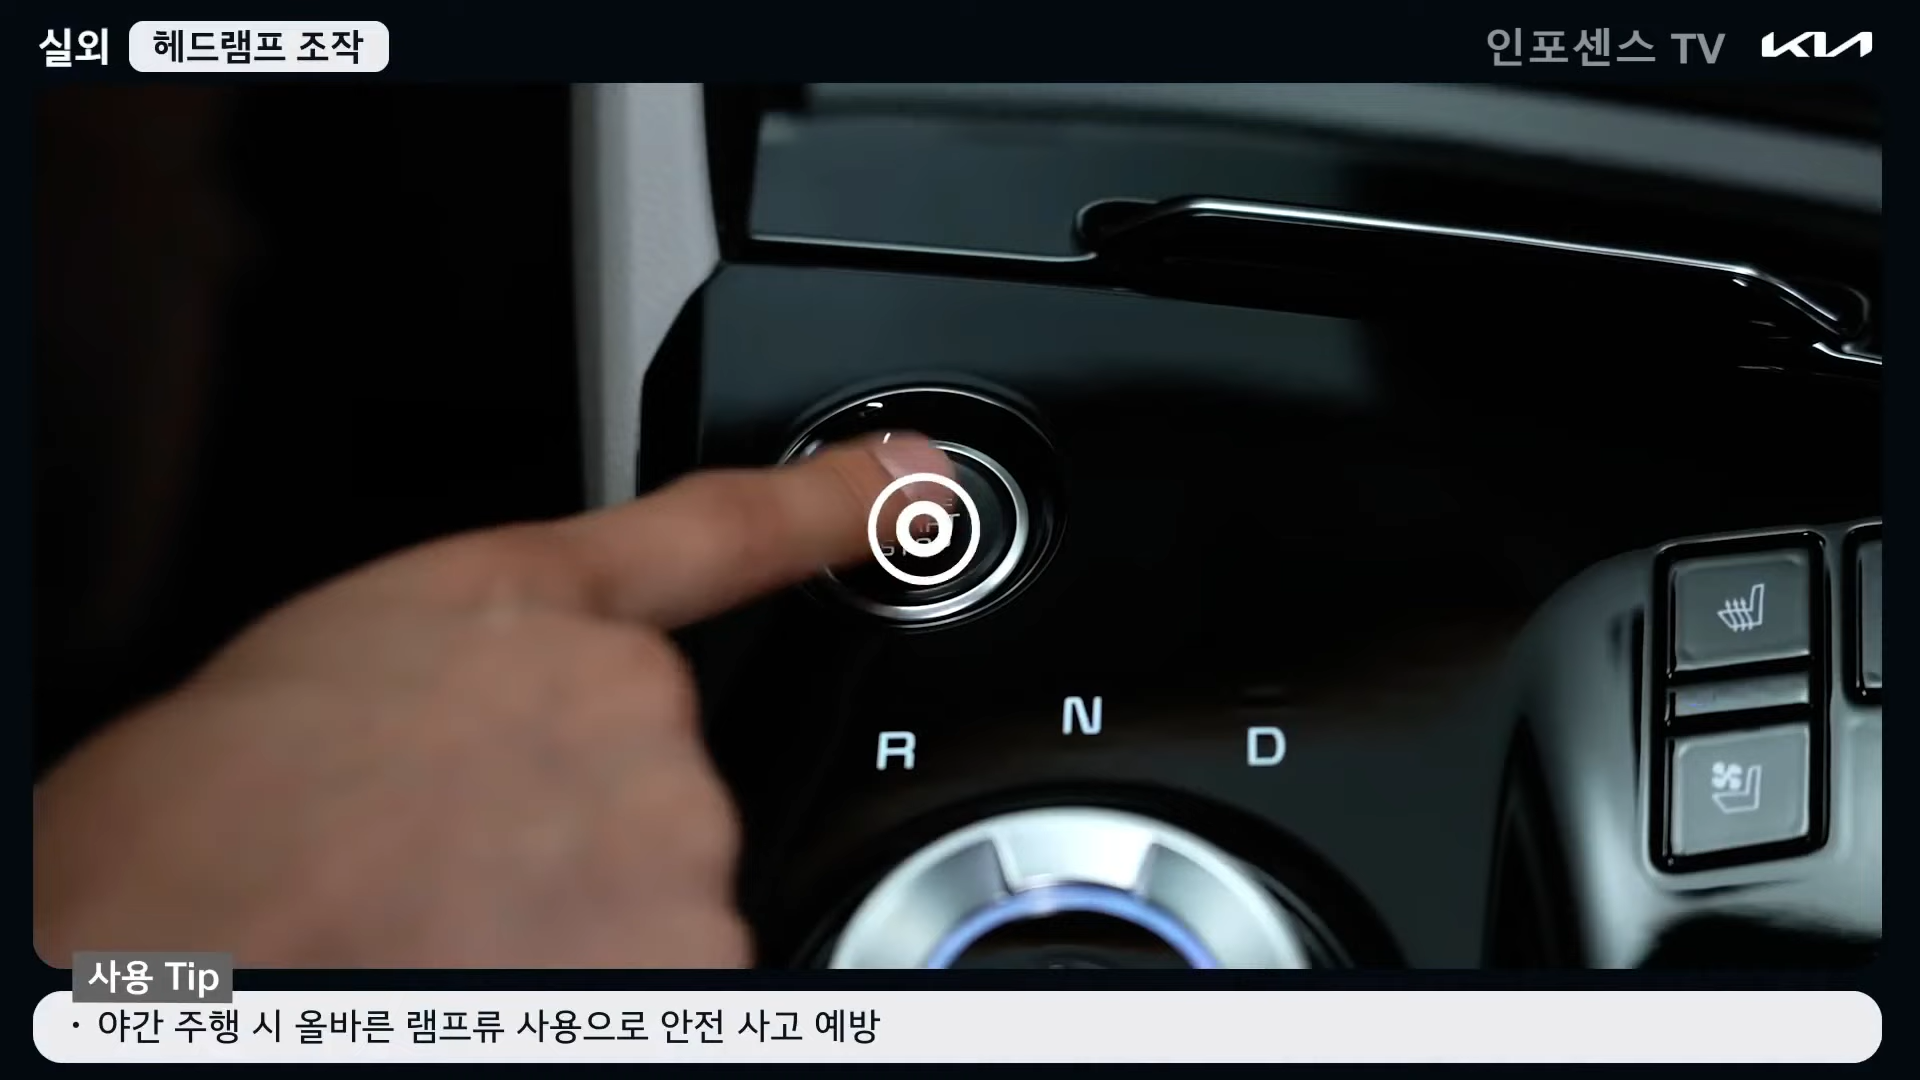 실외 헤드램프 조작
인포센스 TV KIA
R N D
사용 Tip
· 야간 주행 시 올바른 램프류 사용으로 안전 사고 예방